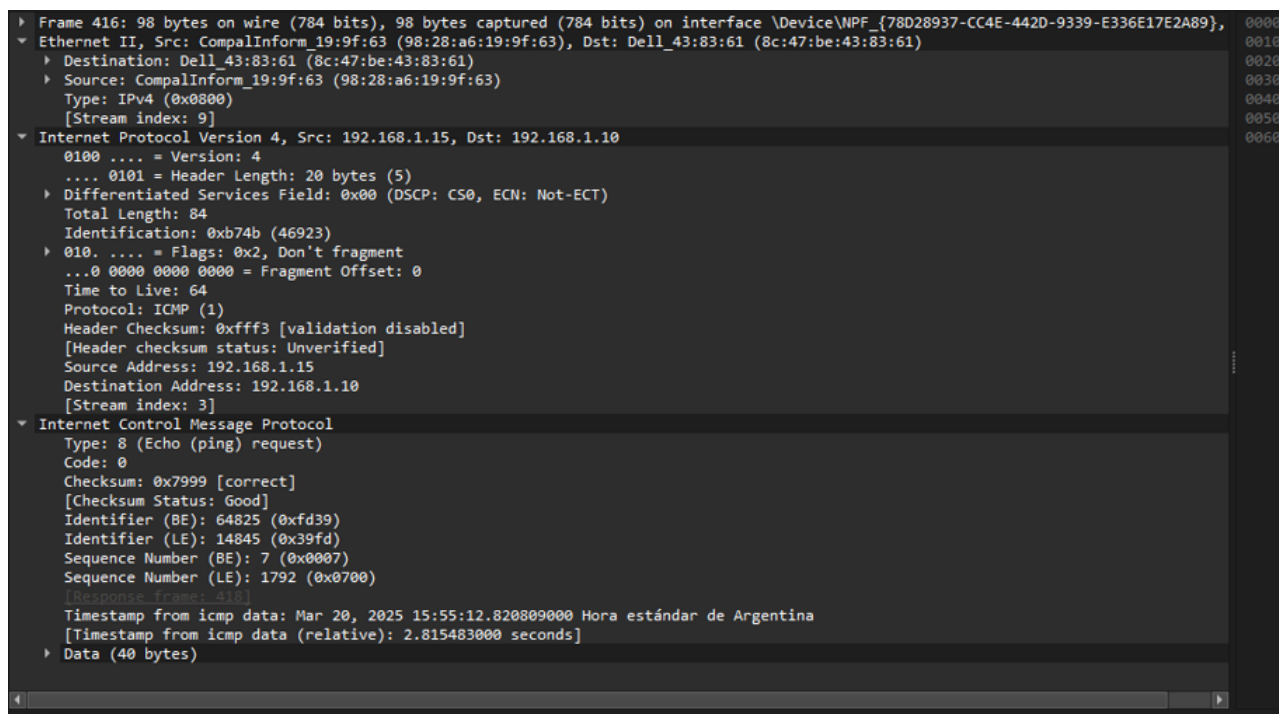 Frame 416: 98 bytes on wire (784 bits), 98 bytes captured (784 bits) on interface \Device\NPF_{78D28937-CC4E-442D-9339-E336E17E2A89},
Ethernet II, Src: CompalInform_19:9f:63 (98:28:a6:19:9f:63), Dst: Dell_43:83:61 (8c:47:be:43:83:61)
Destination: Dell_43:83:61 (8c:47:be:43:83:61)
Source: CompalInform_19:9f:63 (98:28:a6:19:9f:63)
Type: IPv4 (0x0800)
[Stream index: 9]
Internet Protocol Version 4, Src: 192.168.1.15, Dst: 192.168.1.10
0100 .... = Version: 4
.... 0101 = Header Length: 20 bytes (5)
Differentiated Services Field: 0x00 (DSCP: CS0, ECN: Not-ECT)
Total Length: 84
Identification: 0xb74b (46923)
010. .... = Flags: 0x2, Don't fragment
...0 0000 0000 0000 = Fragment Offset: 0
Time to Live: 64
Protocol: ICMP (1)
Header Checksum: 0xfff3 [validation disabled]
[Header checksum status: Unverified]
Source Address: 192.168.1.15
Destination Address: 192.168.1.10
[Stream index: 3]
Internet Control Message Protocol
Type: 8 (Echo (ping) request)
Code: 0
Checksum: 0x7999 [correct]
[Checksum Status: Good]
Identifier (BE): 64825 (0xfd39)
Identifier (LE): 14845 (0x39fd)
Sequence Number (BE): 7 (0x0007)
Sequence Number (LE): 1792 (0x0700)
[Response frame: 418]
Timestamp from icmp data: Mar 20, 2025 15:55:12.820809000 Hora estándar de Argentina
[Timestamp from icmp data (relative): 2.815483000 seconds]
Data (40 bytes)
0000
0010
0020
0030
0040
0050
0060